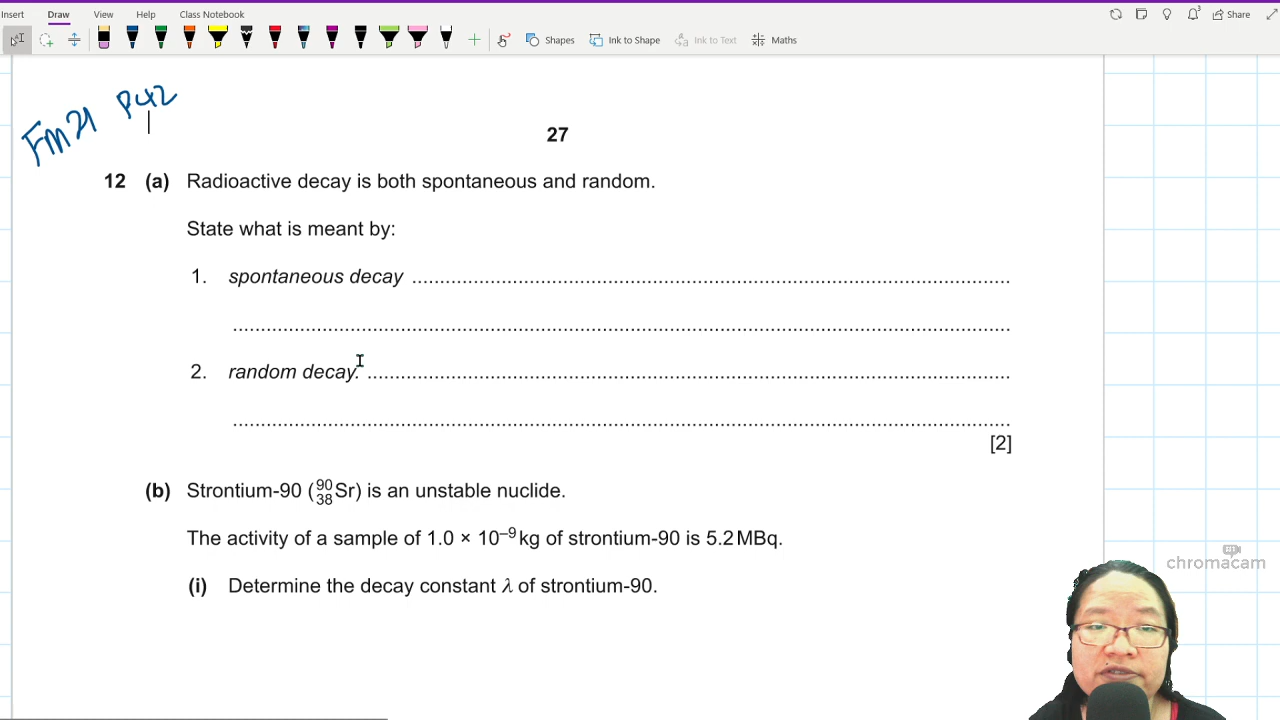 Insert Draw View Help Class Notebook Share
Shapes Ink to Shape Ink to Text Maths
FM21 P42
27
12 (a) Radioactive decay is both spontaneous and random.
State what is meant by:
1. spontaneous decay ..........
..........
2. random decay. ..........
..........
[2]
(b) Strontium-90 (⁹⁰₃₈Sr) is an unstable nuclide.
The activity of a sample of 1.0 × 10⁻⁹ kg of strontium-90 is 5.2 MBq.
chromacam
(i) Determine the decay constant λ of strontium-90.